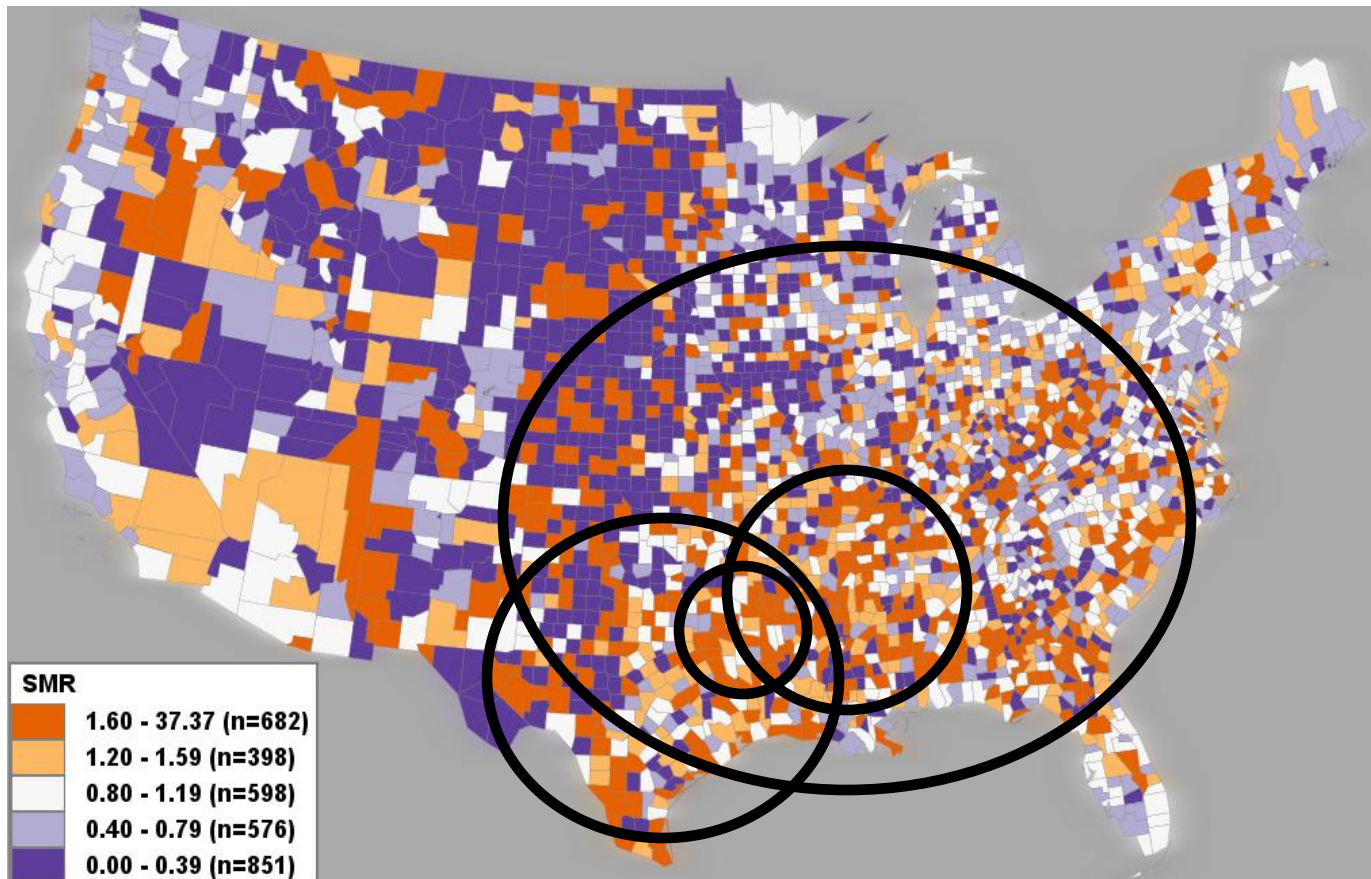 SMR
1.60 - 37.37 (n=682)
1.20 - 1.59 (n=398)
0.80 - 1.19 (n=598)
0.40 - 0.79 (n=576)
0.00 - 0.39 (n=851)